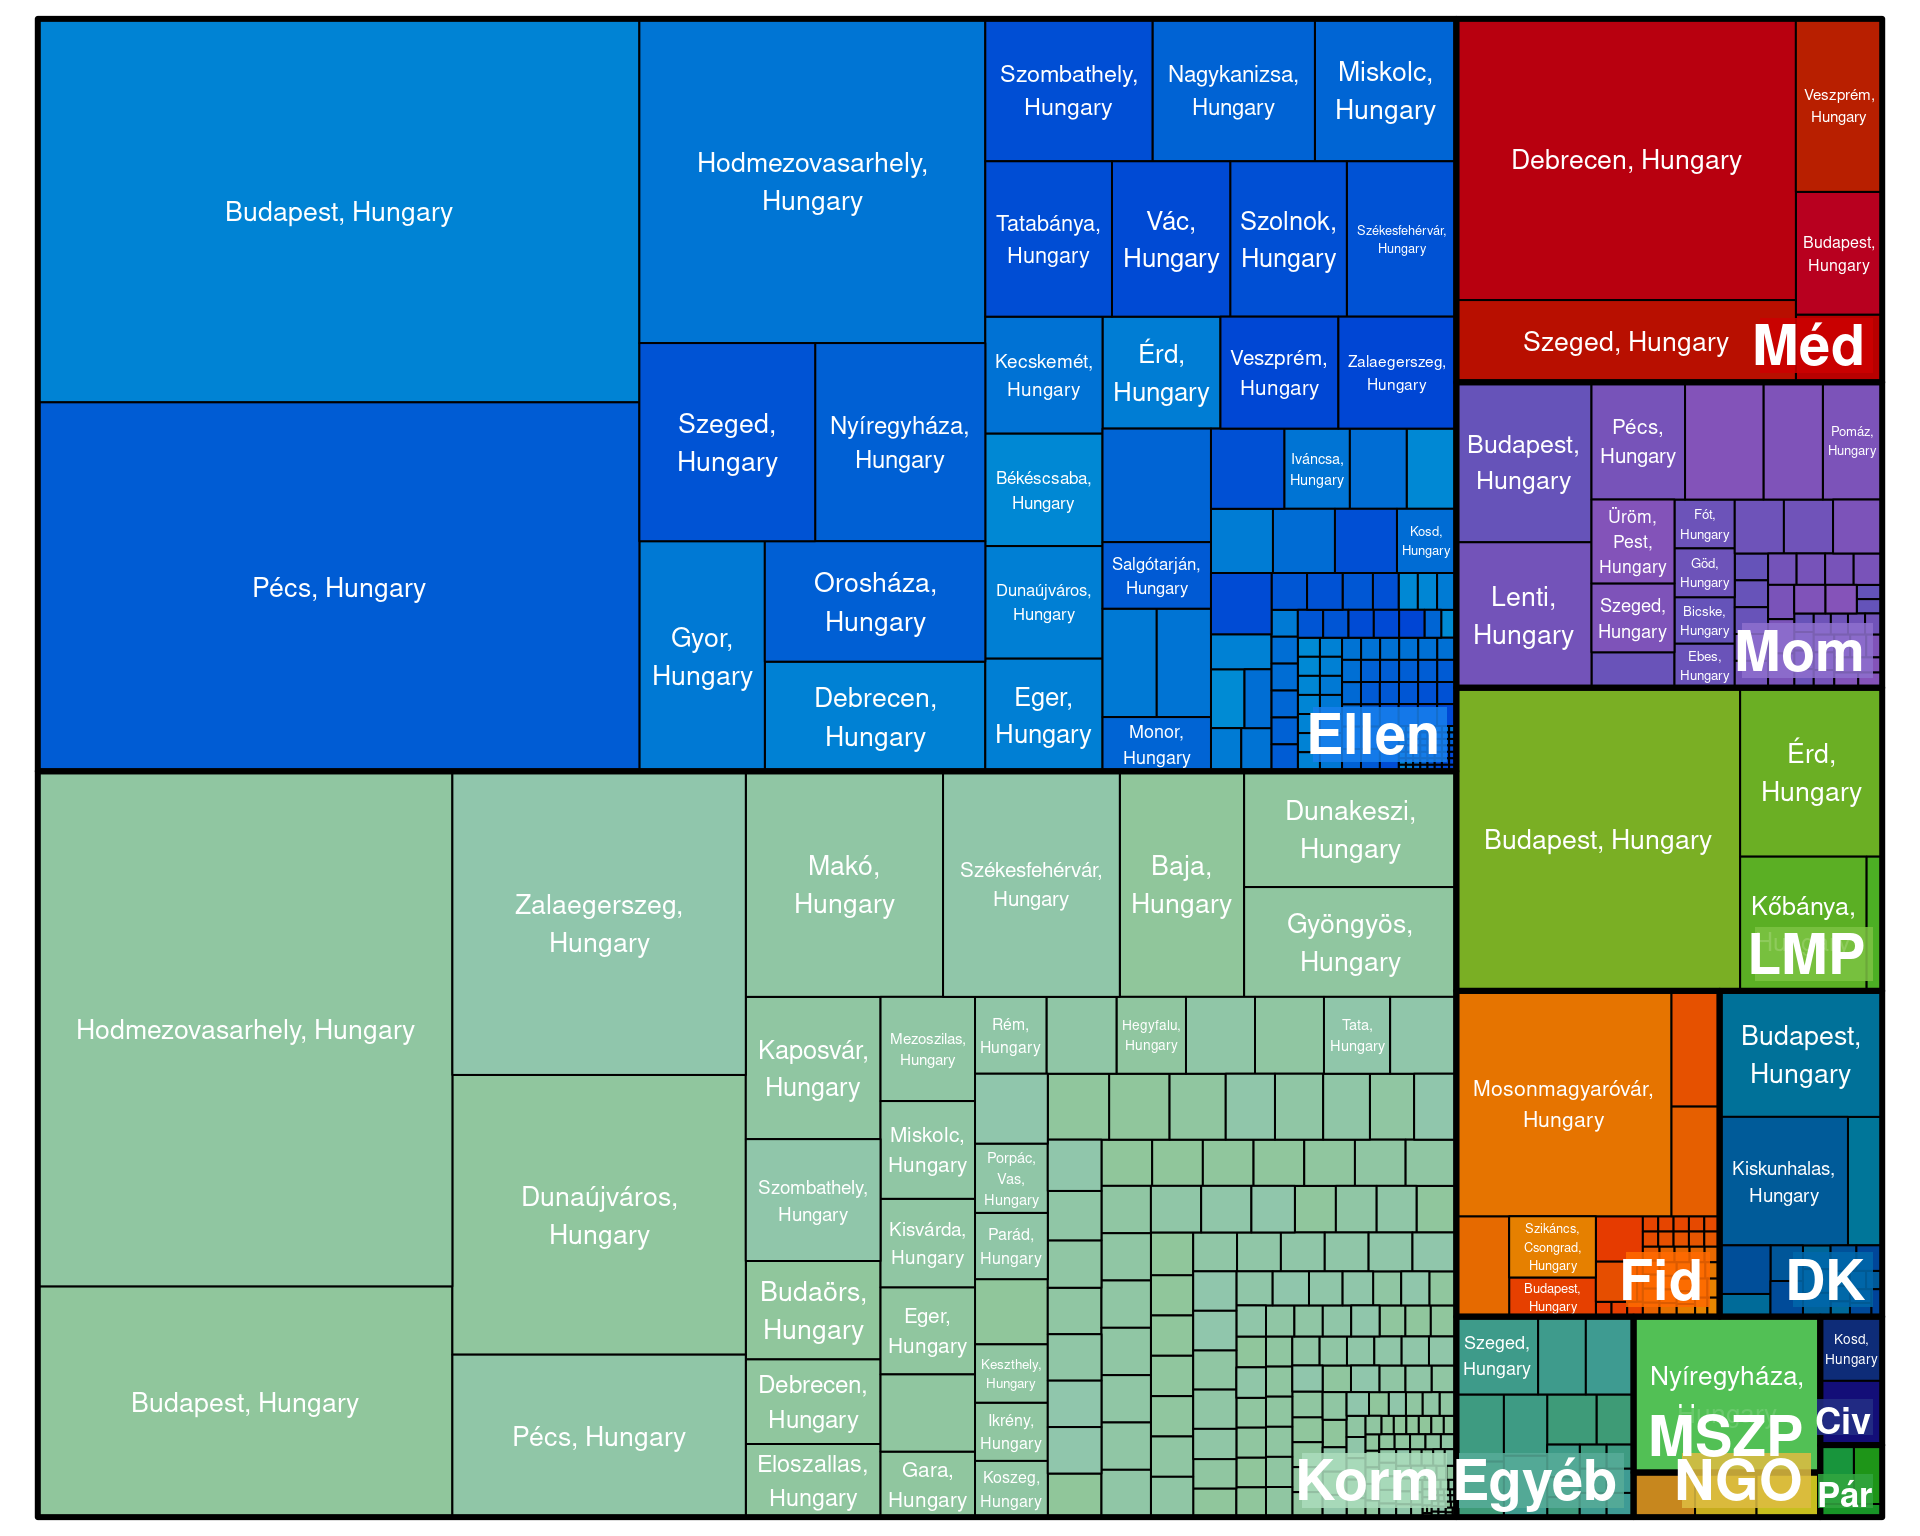 Budapest, Hungary
Pécs, Hungary
Hodmezovasarhely,
Hungary
Szeged,
Hungary
Nyíregyháza,
Hungary
Gyor,
Hungary
Orosháza,
Hungary
Debrecen,
Hungary
Szombathely,
Hungary
Nagykanizsa,
Hungary
Miskolc,
Hungary
Tatabánya,
Hungary
Vác,
Hungary
Szolnok,
Hungary
Székesfehérvár,
Hungary
Kecskemét,
Hungary
Érd,
Hungary
Veszprém,
Hungary
Zalaegerszeg,
Hungary
Békéscsaba,
Hungary
Iváncsa,
Hungary
Kosd,
Hungary
Dunaújváros,
Hungary
Salgótarján,
Hungary
Eger,
Hungary
Monor,
Hungary
Ellen
Debrecen, Hungary
Veszprém,
Hungary
Budapest,
Hungary
Szeged, Hungary
Méd
Budapest,
Hungary
Pécs,
Hungary
Pomáz,
Hungary
Lenti,
Hungary
Üröm,
Pest,
Hungary
Fót,
Hungary
Göd,
Hungary
Szeged,
Hungary
Bicske,
Hungary
Ebes,
Hungary
Mom
Budapest, Hungary
Érd,
Hungary
Kőbánya,
Hungary
LMP
Hodmezovasarhely, Hungary
Budapest, Hungary
Zalaegerszeg,
Hungary
Dunaújváros,
Hungary
Pécs, Hungary
Makó,
Hungary
Székesfehérvár,
Hungary
Baja,
Hungary
Dunakeszi,
Hungary
Gyöngyös,
Hungary
Kaposvár,
Hungary
Szombathely,
Hungary
Budaörs,
Hungary
Debrecen,
Hungary
Eloszallas,
Hungary
Mezoszilas,
Hungary
Miskolc,
Hungary
Kisvárda,
Hungary
Eger,
Hungary
Gara,
Hungary
Rém,
Hungary
Hegyfalu,
Hungary
Tata,
Hungary
Porpác,
Vas,
Hungary
Parád,
Hungary
Keszthely,
Hungary
Ikrény,
Hungary
Koszeg,
Hungary
Korm
Mosonmagyaróvár,
Hungary
Szikáncs,
Csongrad,
Hungary
Budapest,
Hungary
Fid
Budapest,
Hungary
Kiskunhalas,
Hungary
DK
Szeged,
Hungary
Egyéb
Nyíregyháza,
Hungary
MSZP
NGO
Kosd,
Hungary
Civ
Pár